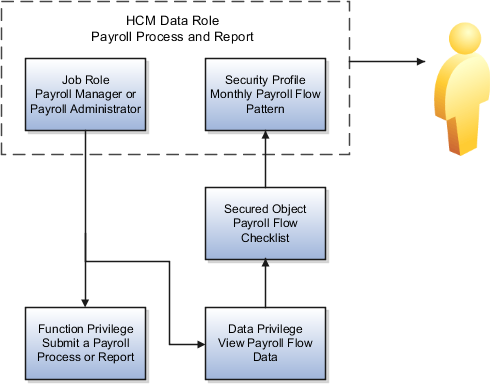 HCM Data Role
Payroll Process and Report
Job Role
Payroll Manager or
Payroll Administrator
Security Profile
Monthly Payroll Flow
Pattern
Secured Object
Payroll Flow
Checklist
Function Privilege
Submit a Payroll
Process or Report
Data Privilege
View Payroll Flow
Data